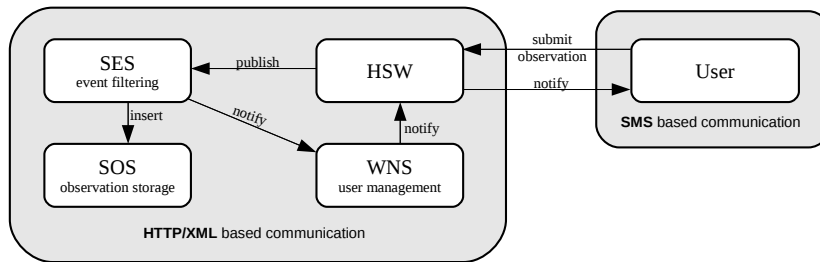 SES
event filtering
publish
HSW
submit
observation
User
notify
insert
notify
notify
SOS
observation storage
WNS
user management
SMS based communication
HTTP/XML based communication